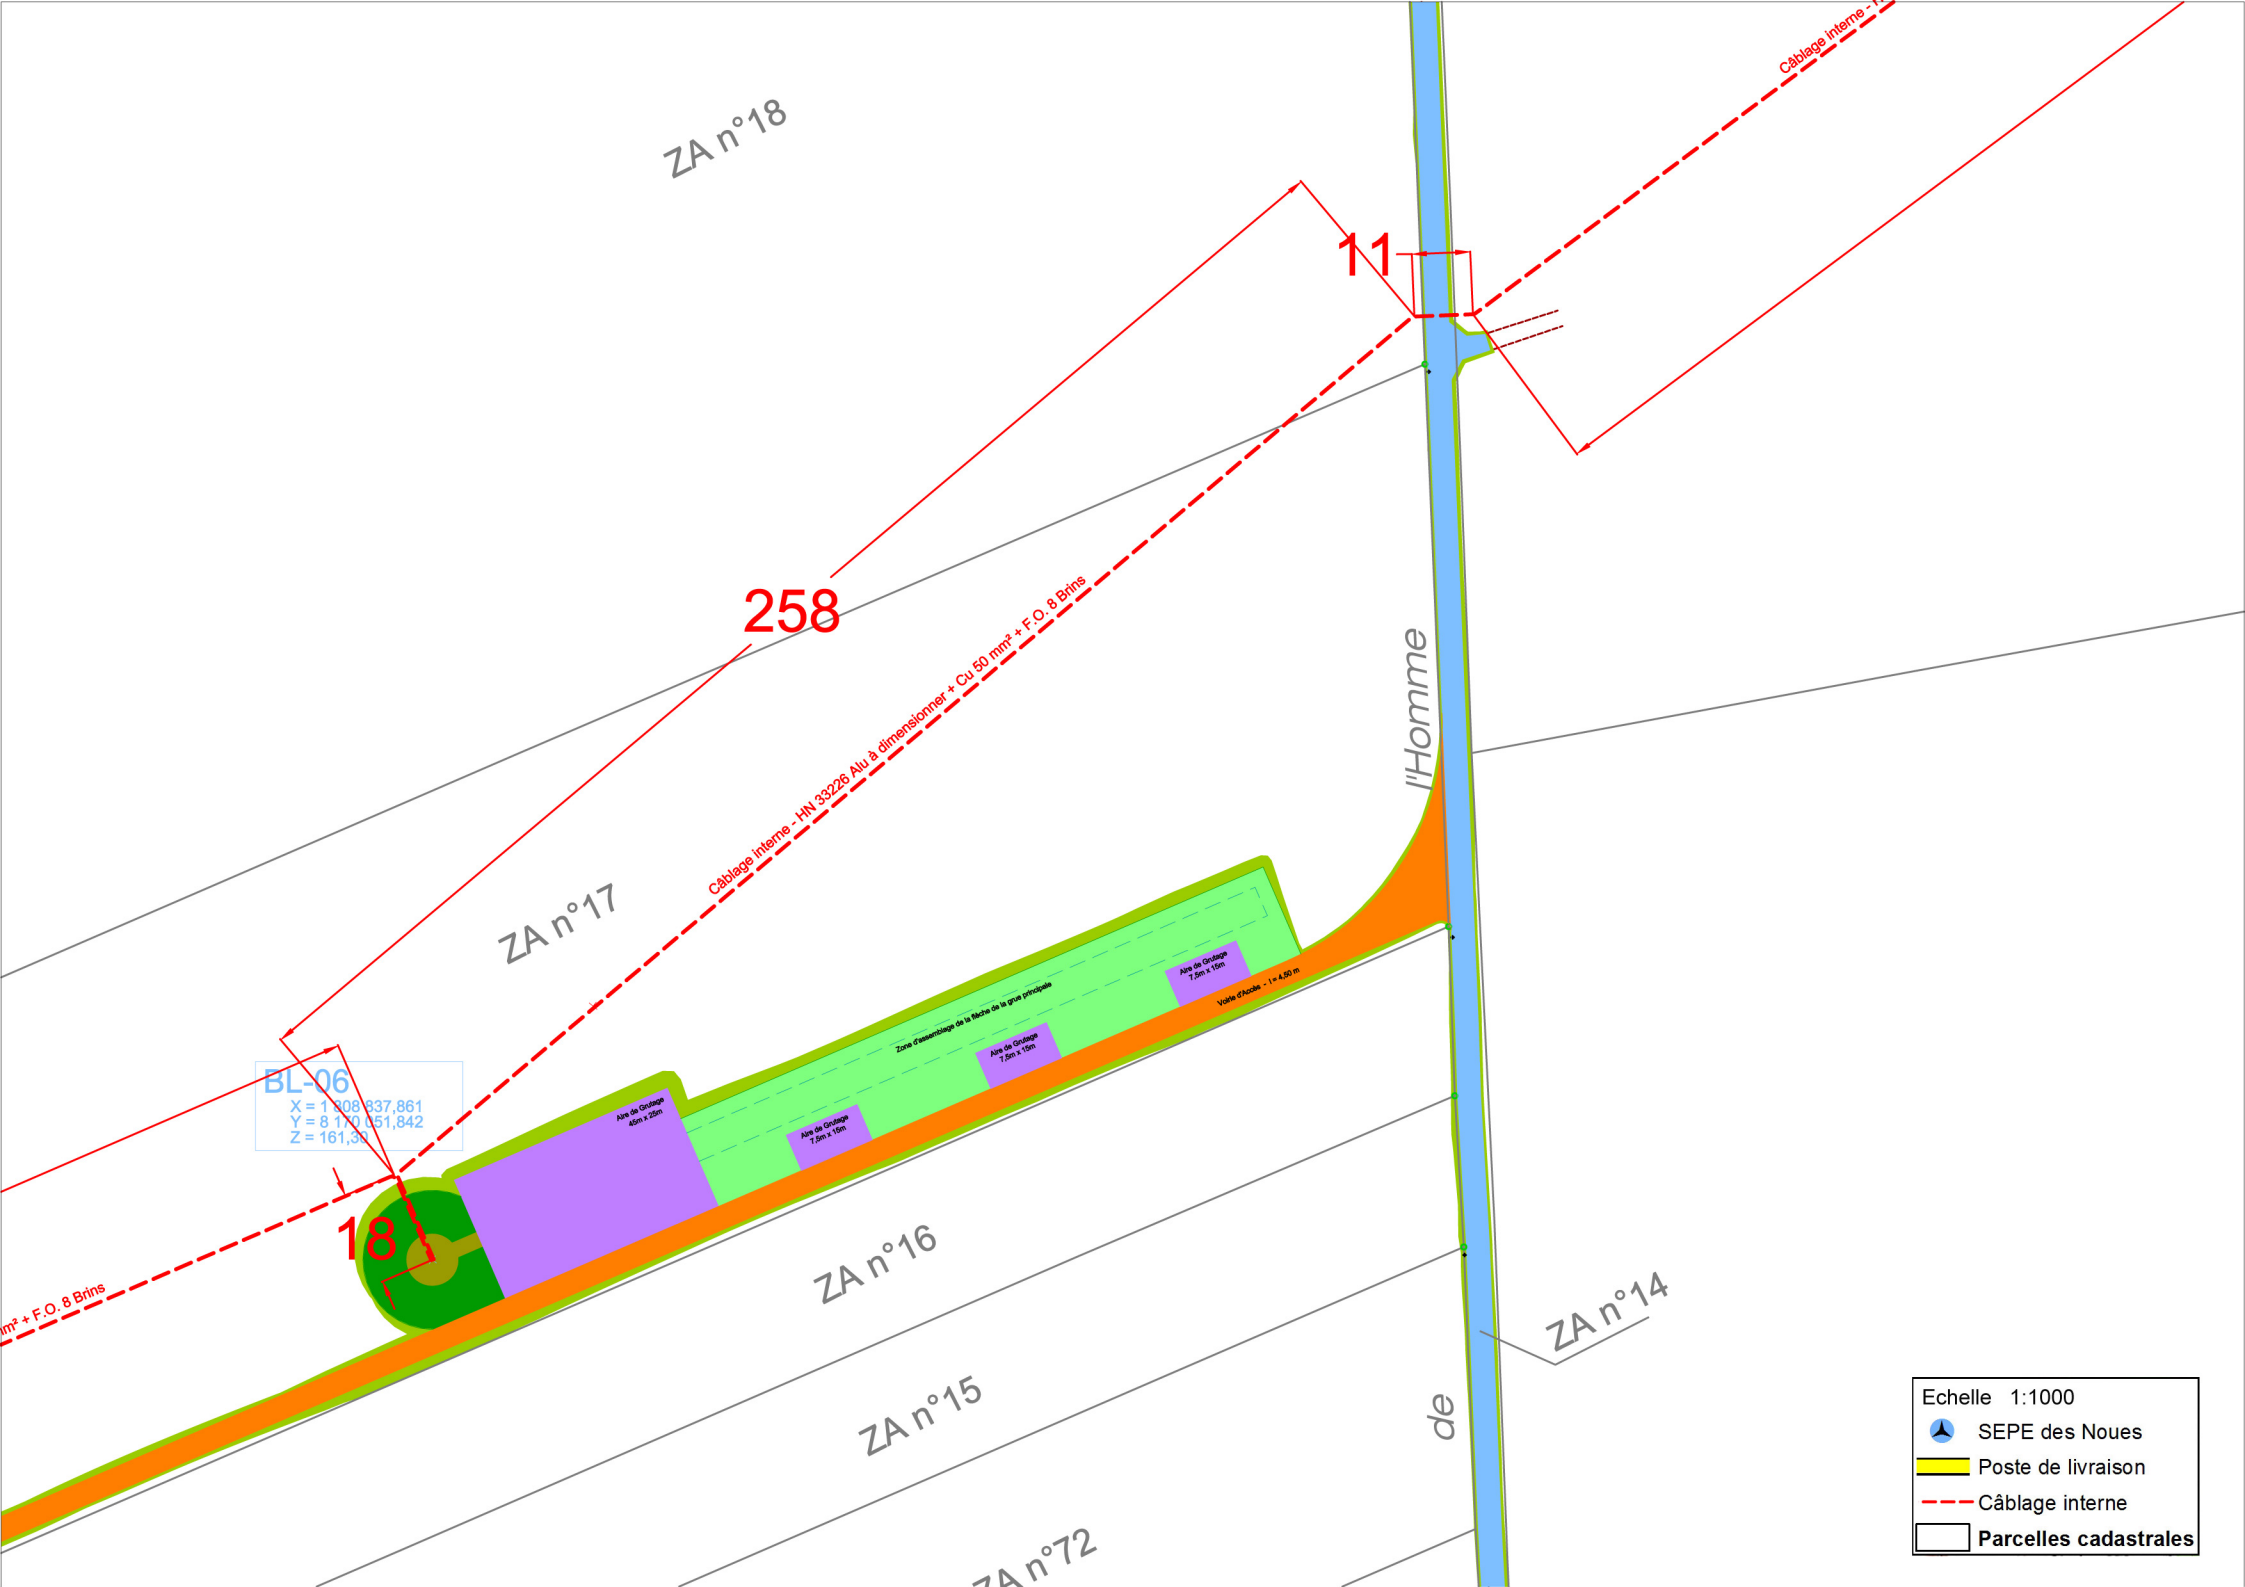 Câblage interne -
ZA n°18
11
258
Câblage interne - HN 33226 Alu à dimensionner + Cu 50 mm² + F.O. 8 Brins
l'Homme
ZA n°17
Aire de Grutage
7,5m x 15m
Voirie d'Accès - l = 4,50 m
Zone d'assemblage de la flèche de la grue principale
Aire de Grutage
7,5m x 15m
Aire de Grutage
7,5m x 15m
Aire de Grutage
45m x 25m
BL-06
X = 1 808 837,861
Y = 8 170 051,842
Z = 161,30
18
mm² + F.O. 8 Brins
ZA n°16
ZA n°14
ZA n°15
de
ZA n°72
Echelle 1:1000
SEPE des Noues
Poste de livraison
Câblage interne
Parcelles cadastrales